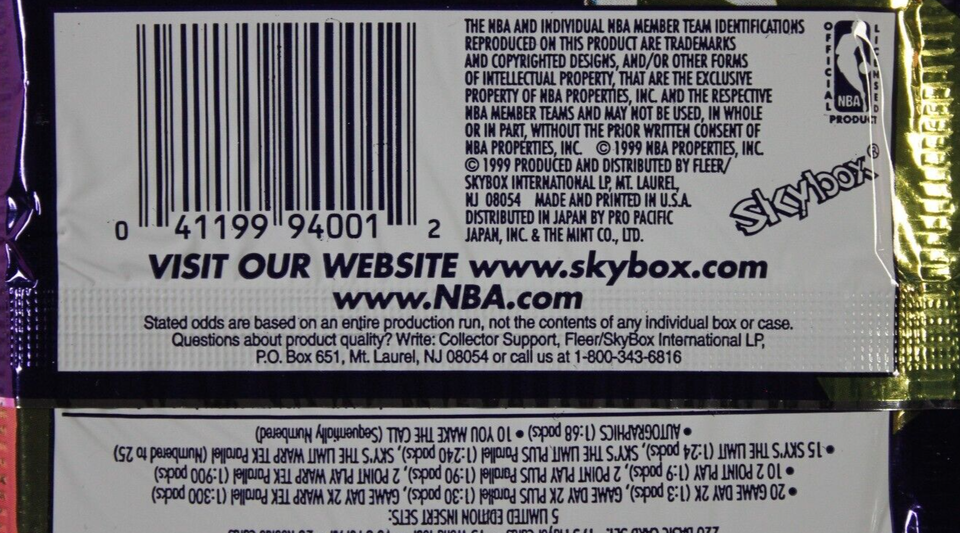 THE NBA AND INDIVIDUAL NBA MEMBER TEAM IDENTIFICATIONS
REPRODUCED ON THIS PRODUCT ARE TRADEMARKS
AND COPYRIGHTED DESIGNS, AND/OR OTHER FORMS
OF INTELLECTUAL PROPERTY, THAT ARE THE EXCLUSIVE
PROPERTY OF NBA PROPERTIES, INC. AND THE RESPECTIVE
NBA MEMBER TEAMS AND MAY NOT BE USED, IN WHOLE
OR IN PART, WITHOUT THE PRIOR WRITTEN CONSENT OF
NBA PROPERTIES, INC. © 1999 NBA PROPERTIES, INC.
© 1999 PRODUCED AND DISTRIBUTED BY FLEER/
SKYBOX INTERNATIONAL LP, MT. LAUREL,
NJ 08054 MADE AND PRINTED IN U.S.A.
DISTRIBUTED IN JAPAN BY PRO PACIFIC
JAPAN, INC. & THE MINT CO., LTD.
OFFICIAL
LICENSED
NBA
PRODUCT
Skybox®
0 41199 94001 2
VISIT OUR WEBSITE www.skybox.com
www.NBA.com
Stated odds are based on an entire production run, not the contents of any individual box or case.
Questions about product quality? Write: Collector Support, Fleer/SkyBox International LP,
P.O. Box 651, Mt. Laurel, NJ 08054 or call us at 1-800-343-6816
5 LIMITED EDITION INSERT SETS:
• 20 GAME DAY 2K (1:3 packs), GAME DAY 2K PLUS Parallel (1:30 packs), GAME DAY 2K WARP TEK Parallel (1:300 packs)
• 10 2 POINT PLAY (1:9 packs), 2 POINT PLAY PLUS Parallel (1:90 packs), 2 POINT PLAY WARP TEK Parallel (1:900 packs)
• 15 SKY'S THE LIMIT (1:24 packs), SKY'S THE LIMIT PLUS Parallel (1:240 packs), SKY'S THE LIMIT WARP TEK Parallel (Numbered to 25)
• AUTOGRAPHICS (1:68 packs) • 10 YOU MAKE THE CALL (Sequentially Numbered)